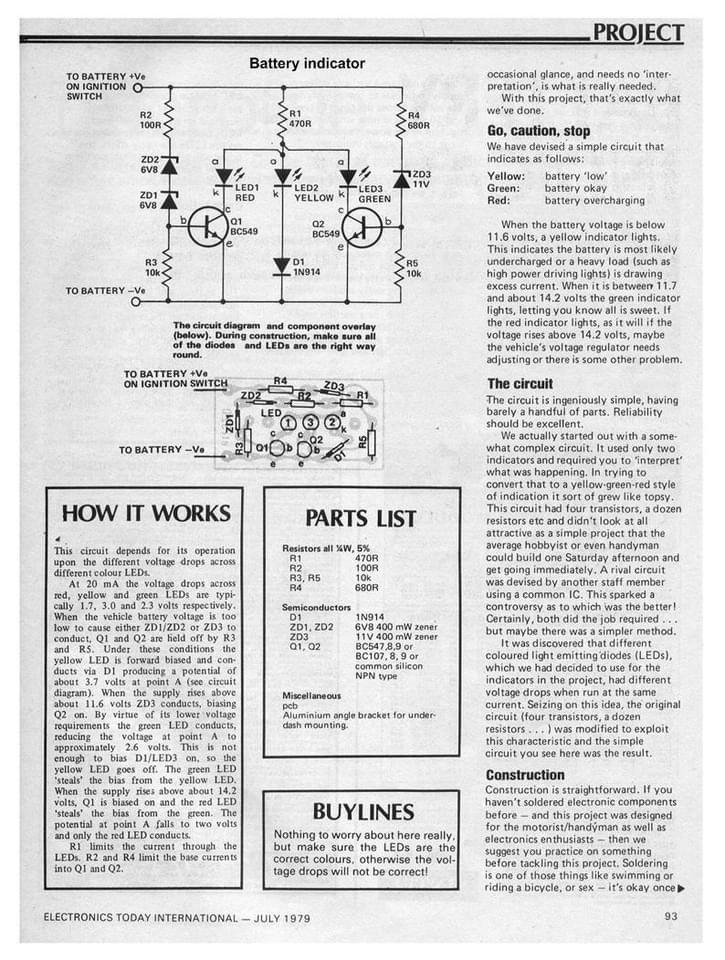 PROJECT
Battery indicator
TO BATTERY +Ve
ON IGNITION
SWITCH
R2
100R
R1
470R
R4
680R
ZD2
6V8
ZD1
6V8
a
a
a
LED1
RED
LED2
YELLOW
LED3
GREEN
k
k
k
ZD3
11V
b
c
Q1
BC549
e
Q2
BC549
c
b
e
R3
10k
D1
1N914
R5
10k
TO BATTERY –Ve
The circuit diagram and component overlay
(below). During construction, make sure all
of the diodes and LEDs are the right way
round.
TO BATTERY +Ve
ON IGNITION SWITCH
R4
ZD3
ZD2
R2
R1
ZD1
LED
1
3
2
a
k
c
c
Q2
R3
Q1
b
b
D1
R5
e
e
TO BATTERY –Ve
HOW IT WORKS
This circuit depends for its operation
upon the different voltage drops across
different colour LEDs.
At 20 mA the voltage drops across
red, yellow and green LEDs are typi-
cally 1.7, 3.0 and 2.3 volts respectively.
When the vehicle battery voltage is too
low to cause either ZD1/ZD2 or ZD3 to
conduct, Q1 and Q2 are held off by R3
and R5. Under these conditions the
yellow LED is forward biased and con-
ducts via D1 producing a potential of
about 3.7 volts at point A (see circuit
diagram). When the supply rises above
about 11.6 volts ZD3 conducts, biasing
Q2 on. By virtue of its lower voltage
requirements the green LED conducts,
reducing the voltage at point A to
approximately 2.6 volts. This is not
enough to bias D1/LED3 on, so the
yellow LED goes off. The green LED
'steals' the bias from the yellow LED.
When the supply rises above about 14.2
volts, Q1 is biased on and the red LED
'steals' the bias from the green. The
potential at point A falls to two volts
and only the red LED conducts.
R1 limits the current through the
LEDs. R2 and R4 limit the base currents
into Q1 and Q2.
PARTS LIST
Resistors all ¼W, 5%
R1 470R
R2 100R
R3, R5 10k
R4 680R
Semiconductors
D1 1N914
ZD1, ZD2 6V8 400 mW zener
ZD3 11V 400 mW zener
Q1, Q2 BC547,8,9 or
BC107, 8, 9 or
common silicon
NPN type
Miscellaneous
pcb
Aluminium angle bracket for under-
dash mounting.
BUYLINES
Nothing to worry about here really,
but make sure the LEDs are the
correct colours, otherwise the vol-
tage drops will not be correct!
occasional glance, and needs no 'inter-
pretation', is what is really needed.
With this project, that's exactly what
we've done.
Go, caution, stop
We have devised a simple circuit that
indicates as follows:
Yellow: battery 'low'
Green: battery okay
Red: battery overcharging
When the battery voltage is below
11.6 volts, a yellow indicator lights.
This indicates the battery is most likely
undercharged or a heavy load (such as
high power driving lights) is drawing
excess current. When it is between 11.7
and about 14.2 volts the green indicator
lights, letting you know all is sweet. If
the red indicator lights, as it will if the
voltage rises above 14.2 volts, maybe
the vehicle's voltage regulator needs
adjusting or there is some other problem.
The circuit
The circuit is ingeniously simple, having
barely a handful of parts. Reliability
should be excellent.
We actually started out with a some-
what complex circuit. It used only two
indicators and required you to 'interpret'
what was happening. In trying to
convert that to a yellow-green-red style
of indication it sort of grew like topsy.
This circuit had four transistors, a dozen
resistors etc and didn't look at all
attractive as a simple project that the
average hobbyist or even handyman
could build one Saturday afternoon and
get going immediately. A rival circuit
was devised by another staff member
using a common IC. This sparked a
controversy as to which was the better!
Certainly, both did the job required . . .
but maybe there was a simpler method.
It was discovered that different
coloured light emitting diodes (LEDs),
which we had decided to use for the
indicators in the project, had different
voltage drops when run at the same
current. Seizing on this idea, the original
circuit (four transistors, a dozen
resistors . . . ) was modified to exploit
this characteristic and the simple
circuit you see here was the result.
Construction
Construction is straightforward. If you
haven't soldered electronic components
before – and this project was designed
for the motorist/handyman as well as
electronics enthusiasts – then we
suggest you practice on something
before tackling this project. Soldering
is one of those things like swimming or
riding a bicycle, or sex – it's okay once
ELECTRONICS TODAY INTERNATIONAL – JULY 1979
93